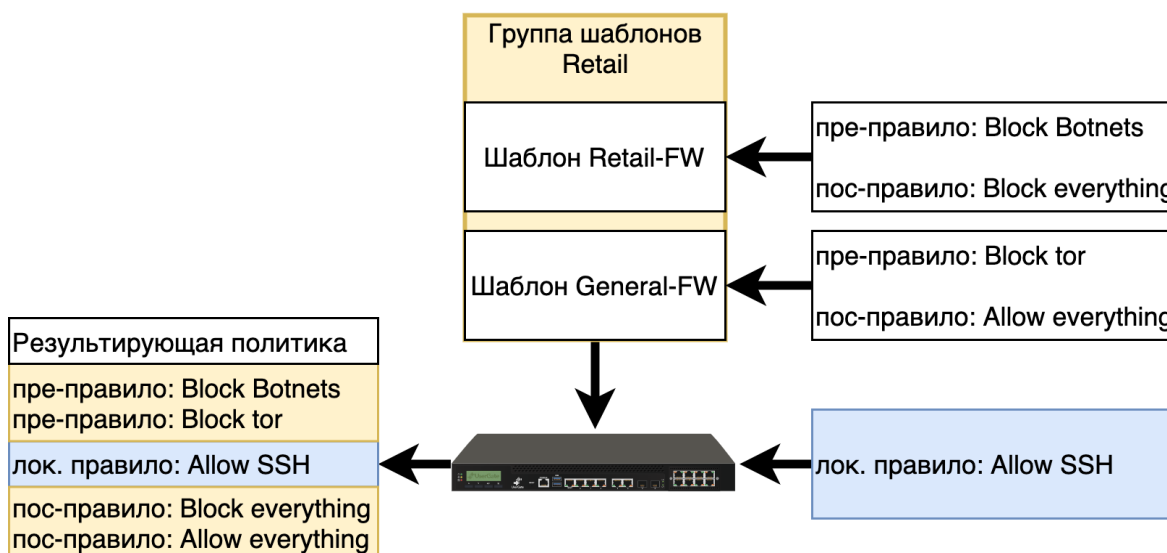 Группа шаблонов
Retail
Шаблон Retail-FW
пре-правило: Block Botnets
пос-правило: Block everything
Шаблон General-FW
пре-правило: Block tor
пос-правило: Allow everything
Результирующая политика
пре-правило: Block Botnets
пре-правило: Block tor
лок. правило: Allow SSH
пос-правило: Block everything
пос-правило: Allow everything
лок. правило: Allow SSH